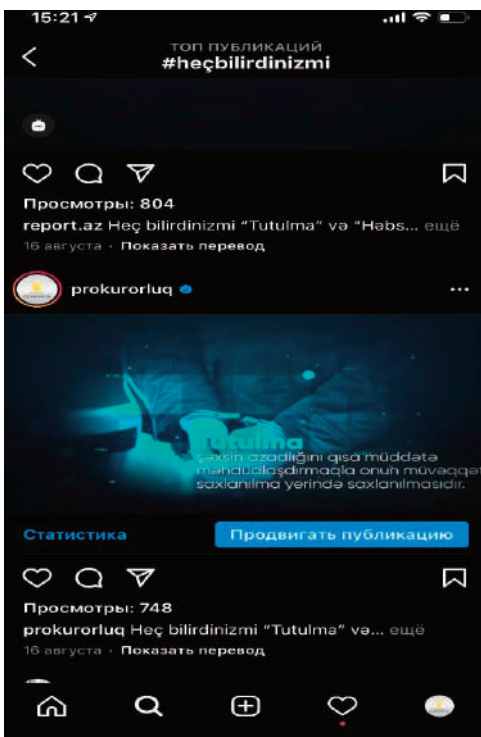 15:21
ТОП ПУБЛИКАЦИЙ
#heçbilirdinizmi
Просмотры: 804
report.az Heç bilirdinizmi “Tutulma” və “Həbs... ещё
16 августа · Показать перевод
prokurorluq
Tutulma
şəxsin azadlığını qısa müddətə
məhdudlaşdırmaqla onun müvəqqət
saxlanılma yerində saxlanılmasıdır.
Статистика
Продвигать публикацию
Просмотры: 748
prokurorluq Heç bilirdinizmi “Tutulma” və... ещё
16 августа · Показать перевод